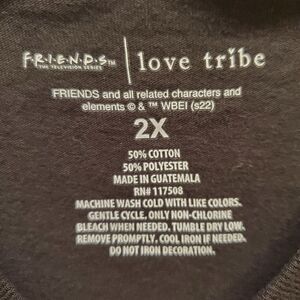 F·R·I·E·N·D·S™ | love tribe
THE TELEVISION SERIES
FRIENDS and all related characters and
elements © & ™ WBEI (s22)
2X
50% COTTON
50% POLYESTER
MADE IN GUATEMALA
RN# 117508
MACHINE WASH COLD WITH LIKE COLORS.
GENTLE CYCLE. ONLY NON-CHLORINE
BLEACH WHEN NEEDED. TUMBLE DRY LOW.
REMOVE PROMPTLY. COOL IRON IF NEEDED.
DO NOT IRON DECORATION.